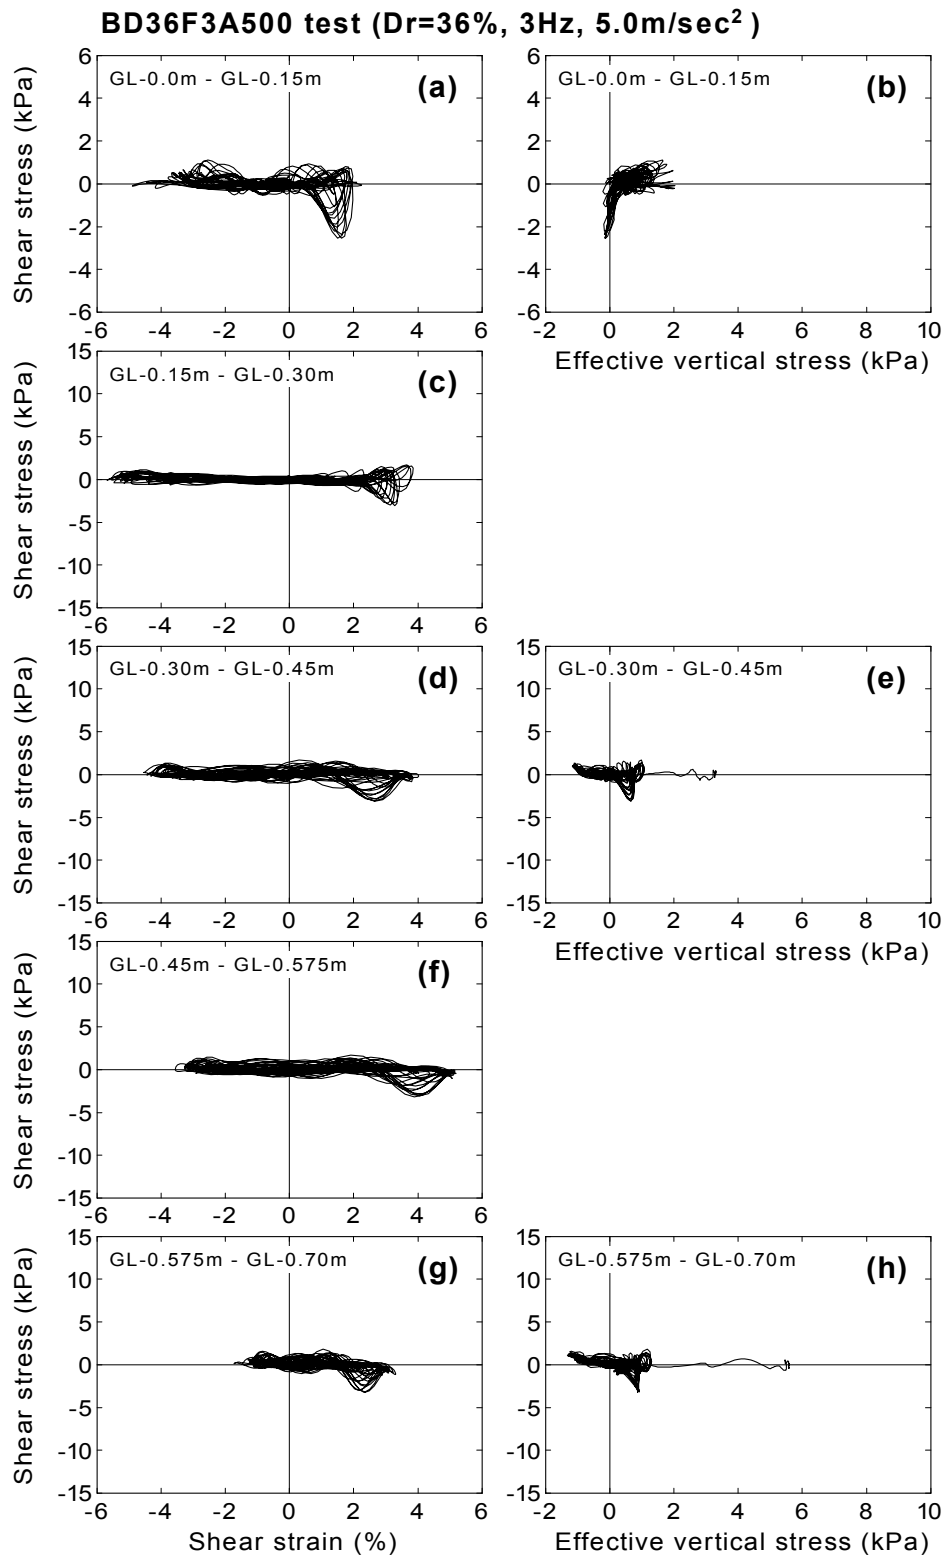 BD36F3A500 test (Dr=36%, 3Hz, 5.0m/sec²)
GL-0.0m - GL-0.15m
(a)
Shear stress (kPa)
6
4
2
0
-2
-4
-6
-6 -4 -2 0 2 4 6
GL-0.0m - GL-0.15m
(b)
6
4
2
0
-2
-4
-6
-2 0 2 4 6 8 10
Effective vertical stress (kPa)
GL-0.15m - GL-0.30m
(c)
Shear stress (kPa)
15
10
5
0
-5
-10
-15
-6 -4 -2 0 2 4 6
GL-0.30m - GL-0.45m
(d)
Shear stress (kPa)
15
10
5
0
-5
-10
-15
-6 -4 -2 0 2 4 6
GL-0.30m - GL-0.45m
(e)
15
10
5
0
-5
-10
-15
-2 0 2 4 6 8 10
Effective vertical stress (kPa)
GL-0.45m - GL-0.575m
(f)
Shear stress (kPa)
15
10
5
0
-5
-10
-15
-6 -4 -2 0 2 4 6
GL-0.575m - GL-0.70m
(g)
Shear stress (kPa)
15
10
5
0
-5
-10
-15
-6 -4 -2 0 2 4 6
Shear strain (%)
GL-0.575m - GL-0.70m
(h)
15
10
5
0
-5
-10
-15
-2 0 2 4 6 8 10
Effective vertical stress (kPa)